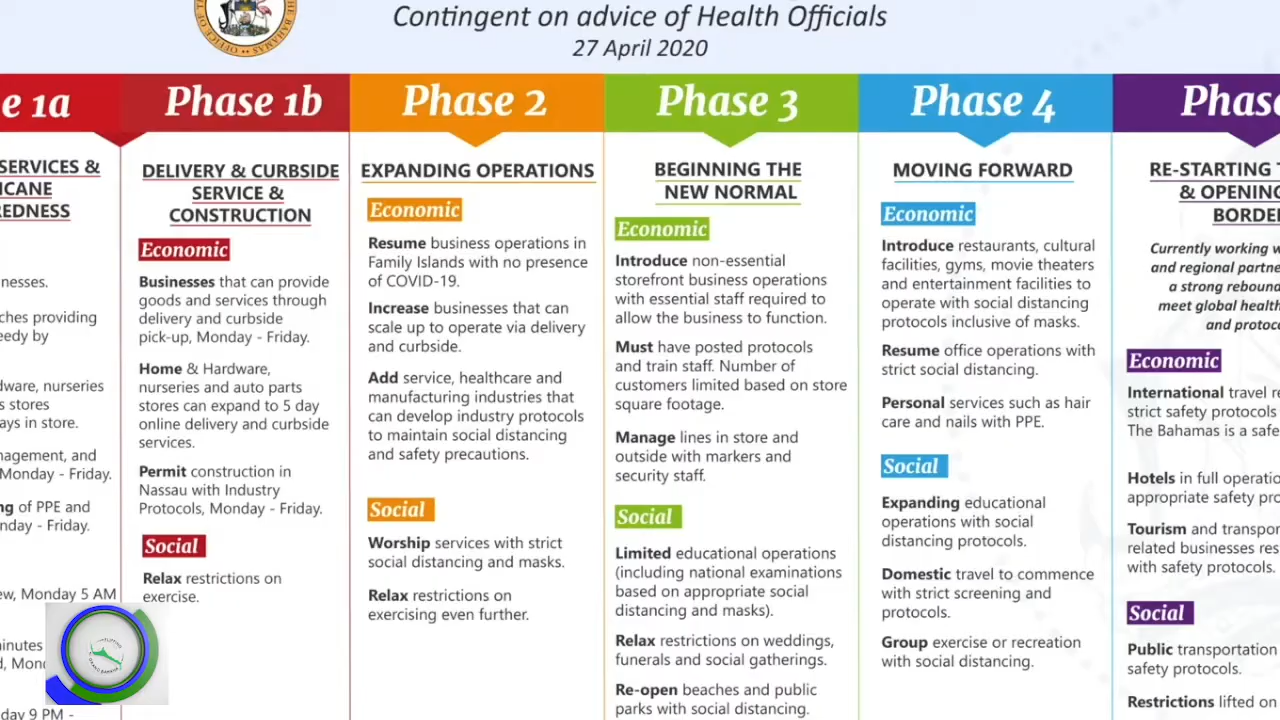 Contingent on advice of Health Officials
27 April 2020
e 1a
SERVICES &
ICANE
REDNESS
nesses.
ches providing
eedy by
dware, nurseries
s stores
ays in store.
nagement, and
Monday - Friday.
ng of PPE and
nday - Friday.
ew, Monday 5 AM
inutes
d, Mon
day 9 PM -
Phase 1b
DELIVERY & CURBSIDE
SERVICE &
CONSTRUCTION
Economic
Businesses that can provide
goods and services through
delivery and curbside
pick-up, Monday - Friday.
Home & Hardware,
nurseries and auto parts
stores can expand to 5 day
online delivery and curbside
services.
Permit construction in
Nassau with Industry
Protocols, Monday - Friday.
Social
Relax restrictions on
exercise.
Phase 2
EXPANDING OPERATIONS
Economic
Resume business operations in
Family Islands with no presence
of COVID-19.
Increase businesses that can
scale up to operate via delivery
and curbside.
Add service, healthcare and
manufacturing industries that
can develop industry protocols
to maintain social distancing
and safety precautions.
Social
Worship services with strict
social distancing and masks.
Relax restrictions on
exercising even further.
Phase 3
BEGINNING THE
NEW NORMAL
Economic
Introduce non-essential
storefront business operations
with essential staff required to
allow the business to function.
Must have posted protocols
and train staff. Number of
customers limited based on store
square footage.
Manage lines in store and
outside with markers and
security staff.
Social
Limited educational operations
(including national examinations
based on appropriate social
distancing and masks).
Relax restrictions on weddings,
funerals and social gatherings.
Re-open beaches and public
parks with social distancing.
Phase 4
MOVING FORWARD
Economic
Introduce restaurants, cultural
facilities, gyms, movie theaters
and entertainment facilities to
operate with social distancing
protocols inclusive of masks.
Resume office operations with
strict social distancing.
Personal services such as hair
care and nails with PPE.
Social
Expanding educational
operations with social
distancing protocols.
Domestic travel to commence
with strict screening and
protocols.
Group exercise or recreation
with social distancing.
Phase
RE-STARTING T
& OPENING
BORDE
Currently working w
and regional partne
a strong rebound
meet global health
and protoco
Economic
International travel re
strict safety protocols
The Bahamas is a safe
Hotels in full operatio
appropriate safety pro
Tourism and transpor
related businesses res
with safety protocols.
Social
Public transportation
safety protocols.
Restrictions lifted on